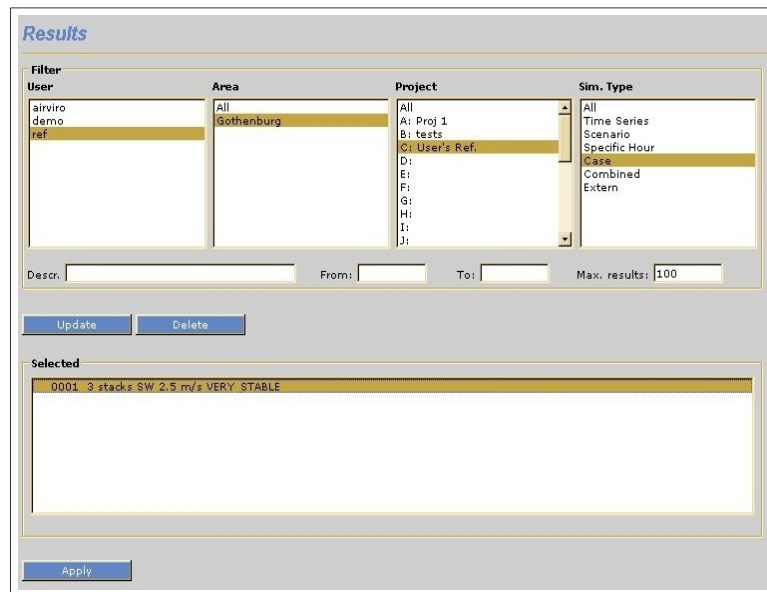 Results
Filter
User
Area
Project
Sim. Type
airviro
demo
ref
All
Gothenburg
All
A: Proj 1
B: tests
C: User's Ref.
D:
E:
F:
G:
H:
I:
J:
All
Time Series
Scenario
Specific Hour
Case
Combined
Extern
Descr.
From:
To:
Max. results: 100
Update
Delete
Selected
0001 3 stacks SW 2.5 m/s VERY STABLE
Apply